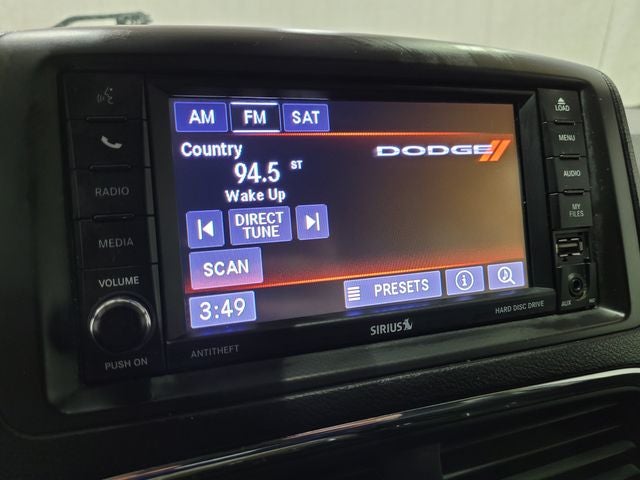 AM FM SAT
Country
94.5 ST
Wake Up
DODGE
DIRECT
TUNE
SCAN
3:49
PRESETS
RADIO
MEDIA
VOLUME
PUSH ON
ANTITHEFT
SIRIUS
HARD DISC DRIVE
LOAD
MENU
AUDIO
MY
FILES
AUX